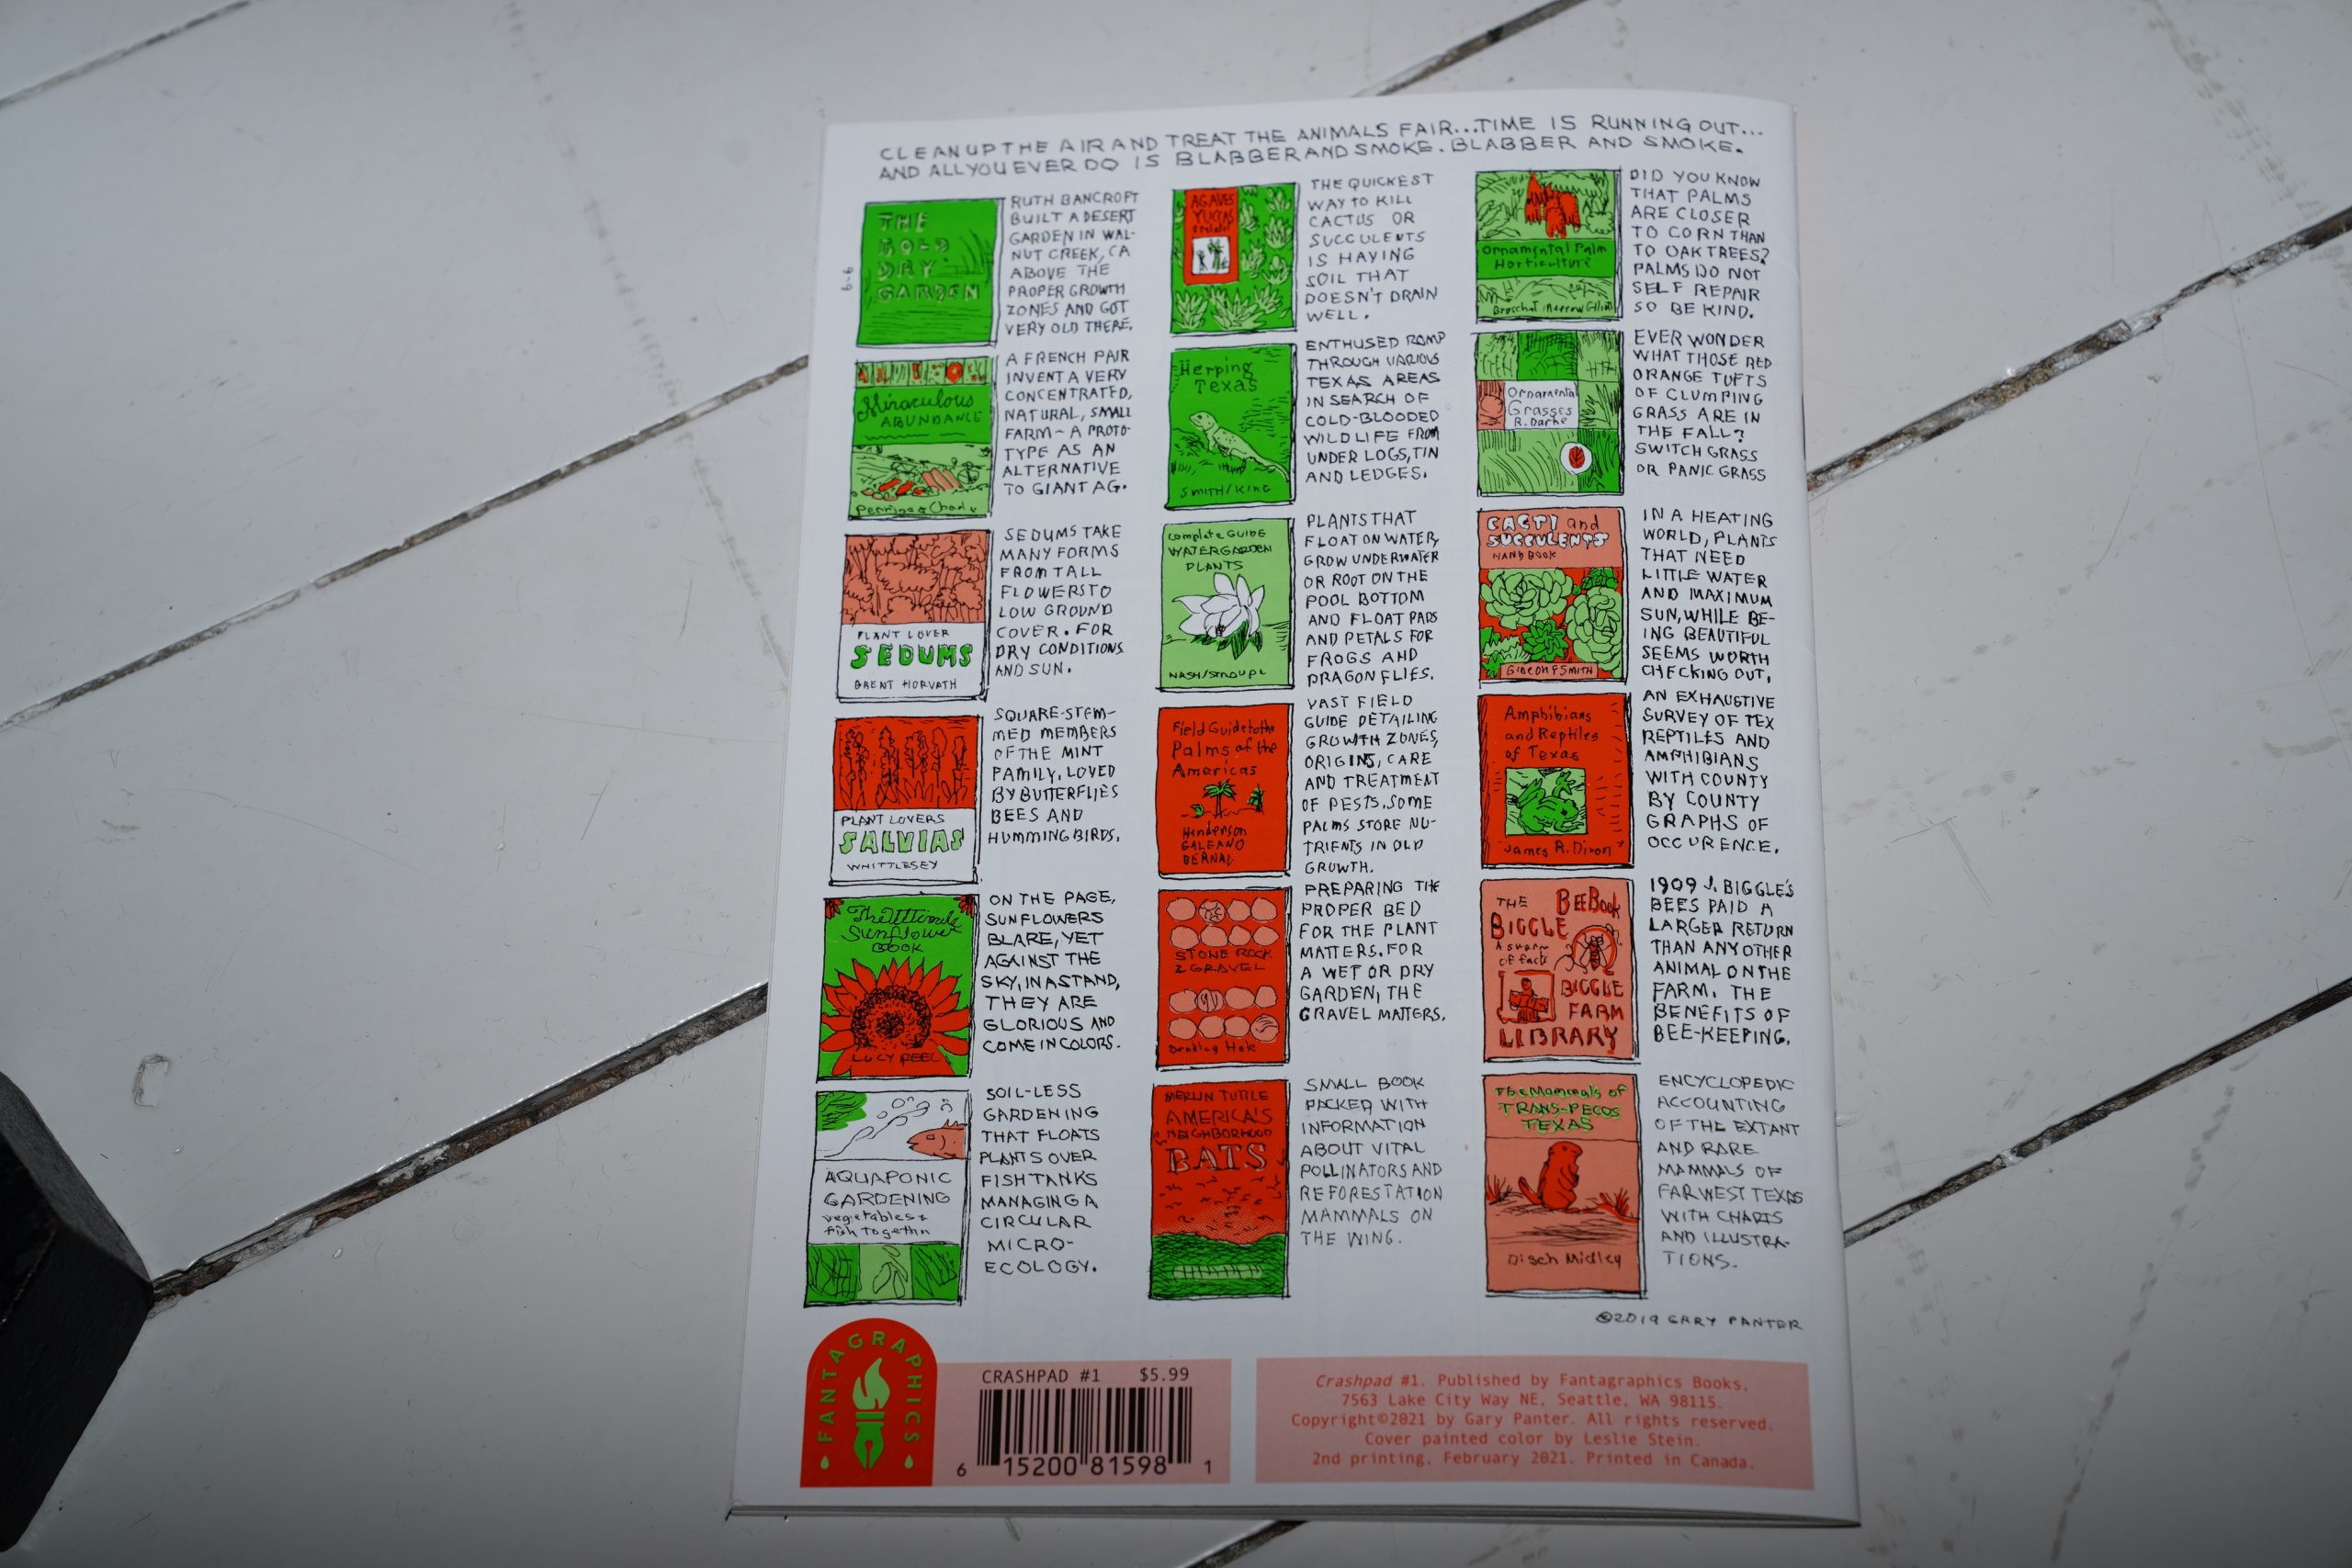 CLEAN UP THE AIR AND TREAT THE ANIMALS FAIR...TIME IS RUNNING OUT...
AND ALL YOU EVER DO IS BLABBER AND SMOKE. BLABBER AND SMOKE.
THE
BOLD
DRY
GARDEN
RUTH BANCROFT
BUILT A DESERT
GARDEN IN WAL-
NUT CREEK, CA
ABOVE THE
PROPER GROWTH
ZONES AND GOT
VERY OLD THERE.
Miraculous
ABUNDANCE
A FRENCH PAIR
INVENT A VERY
CONCENTRATED,
NATURAL, SMALL
FARM - A PROTO-
TYPE AS AN
ALTERNATIVE
TO GIANT AG.
PLANT LOVER
SEDUMS
BRENT HORVATH
SEDUMS TAKE
MANY FORMS
FROM TALL
FLOWERS TO
LOW GROUND
COVER. FOR
DRY CONDITIONS
AND SUN.
PLANT LOVERS
SALVIAS
WHITTLESEY
SQUARE-STEM-
MED MEMBERS
OF THE MINT
FAMILY, LOVED
BY BUTTERFLIES
BEES AND
HUMMING BIRDS.
The Ultimate
Sunflower
BOOK
LUCY PEEL
ON THE PAGE,
SUNFLOWERS
BLARE, YET
AGAINST THE
SKY, IN A STAND,
THEY ARE
GLORIOUS AND
COME IN COLORS.
AQUAPONIC
GARDENING
vegetables &
fish together
SOIL-LESS
GARDENING
THAT FLOATS
PLANTS OVER
FISH TANKS
MANAGING A
CIRCULAR
MICRO-
ECOLOGY.
AGAVES
YUCCAS
THE QUICKEST
WAY TO KILL
CACTUS OR
SUCCULENTS
IS HAVING
SOIL THAT
DOESN'T DRAIN
WELL.
Herping
Texas
SMITH/KING
ENTHUSED ROMP
THROUGH VARIOUS
TEXAS AREAS
IN SEARCH OF
COLD-BLOODED
WILDLIFE FROM
UNDER LOGS, TIN
AND LEDGES.
Complete GUIDE
WATERGARDEN
PLANTS
PLANTS THAT
FLOAT ON WATER,
GROW UNDERWATER
OR ROOT ON THE
POOL BOTTOM
AND FLOAT PADS
AND PETALS FOR
FROGS AND
DRAGONFLIES.
Field Guide to the
Palms of the
Americas
Henderson
GALEANO
BERNAL
VAST FIELD
GUIDE DETAILING
GROWTH ZONES,
ORIGINS, CARE
AND TREATMENT
OF PESTS. SOME
PALMS STORE NU-
TRIENTS IN OLD
GROWTH.
STONE ROCK
& GRAVEL
PREPARING THE
PROPER BED
FOR THE PLANT
MATTERS. FOR
A WET OR DRY
GARDEN, THE
GRAVEL MATTERS.
MERLIN TUTTLE
AMERICA'S
NEIGHBORHOOD
BATS
SMALL BOOK
PACKED WITH
INFORMATION
ABOUT VITAL
POLLINATORS AND
REFORESTATION
MAMMALS ON
THE WING.
Ornamental Palm
Horticulture
DID YOU KNOW
THAT PALMS
ARE CLOSER
TO CORN THAN
TO OAK TREES?
PALMS DO NOT
SELF REPAIR
SO BE KIND.
Ornamental
Grasses
R. Darke
EVER WONDER
WHAT THOSE RED
ORANGE TUFTS
OF CLUMPING
GRASS ARE IN
THE FALL?
SWITCH GRASS
OR PANIC GRASS
CACTI and
SUCCULENTS
HAND BOOK
GIDEON F SMITH
IN A HEATING
WORLD, PLANTS
THAT NEED
LITTLE WATER
AND MAXIMUM
SUN, WHILE BE-
ING BEAUTIFUL
SEEMS WORTH
CHECKING OUT.
Amphibians
and Reptiles
of Texas
James R. Dixon
AN EXHAUSTIVE
SURVEY OF TEX
REPTILES AND
AMPHIBIANS
WITH COUNTY
BY COUNTY
GRAPHS OF
OCCURENCE.
THE BEE BOOK
BIGGLE
A swarm
of facts
BIGGLE
FARM
LIBRARY
1909 J. BIGGLE'S
BEES PAID A
LARGER RETURN
THAN ANY OTHER
ANIMAL ON THE
FARM. THE
BENEFITS OF
BEE-KEEPING.
The Mammals of
TRANS-PECOS
TEXAS
ENCYCLOPEDIC
ACCOUNTING
OF THE EXTANT
AND RARE
MAMMALS OF
FAR WEST TEXAS
WITH CHARTS
AND ILLUSTRA-
TIONS.
©2019 GARY PANTER
FANTAGRAPHICS
CRASHPAD #1 $5.99
6 15200 81598 1
Crashpad #1. Published by Fantagraphics Books,
7563 Lake City Way NE, Seattle, WA 98115.
Copyright©2021 by Gary Panter. All rights reserved.
Cover painted color by Leslie Stein.
2nd printing, February 2021. Printed in Canada.